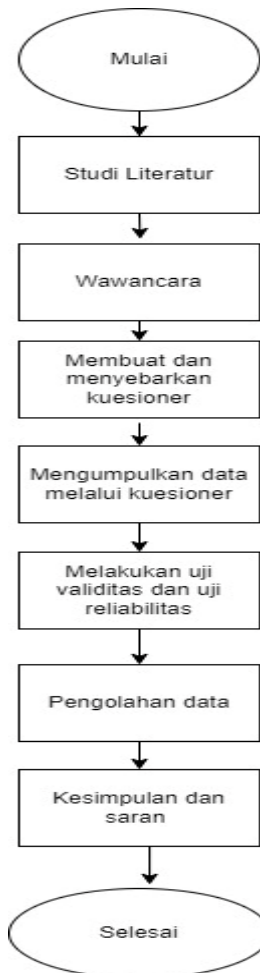 Mulai
Studi Literatur
Wawancara
Membuat dan
menyebarkan
kuesioner
Mengumpulkan data
melalui kuesioner
Melakukan uji
validitas dan uji
reliabilitas
Pengolahan data
Kesimpulan dan
saran
Selesai